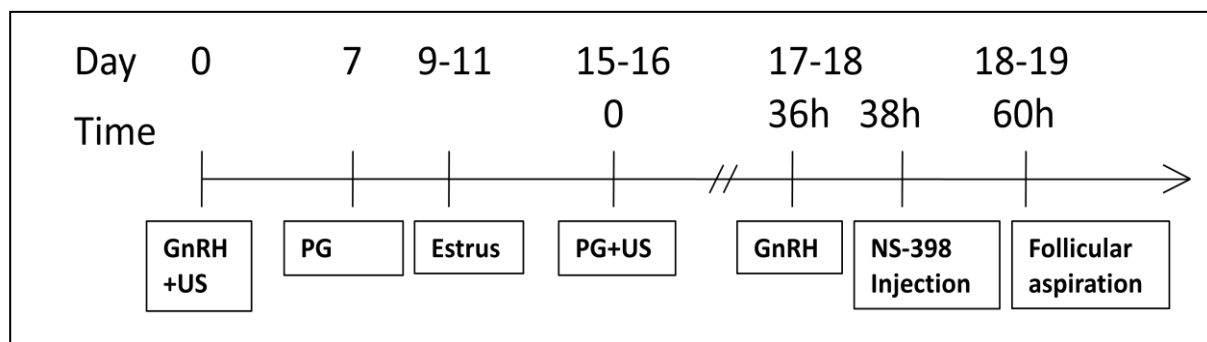 Day 0 7 9-11 15-16 17-18 18-19
Time 0 36h 38h 60h
GnRH
+US
PG
Estrus
PG+US
GnRH
NS-398
Injection
Follicular
aspiration